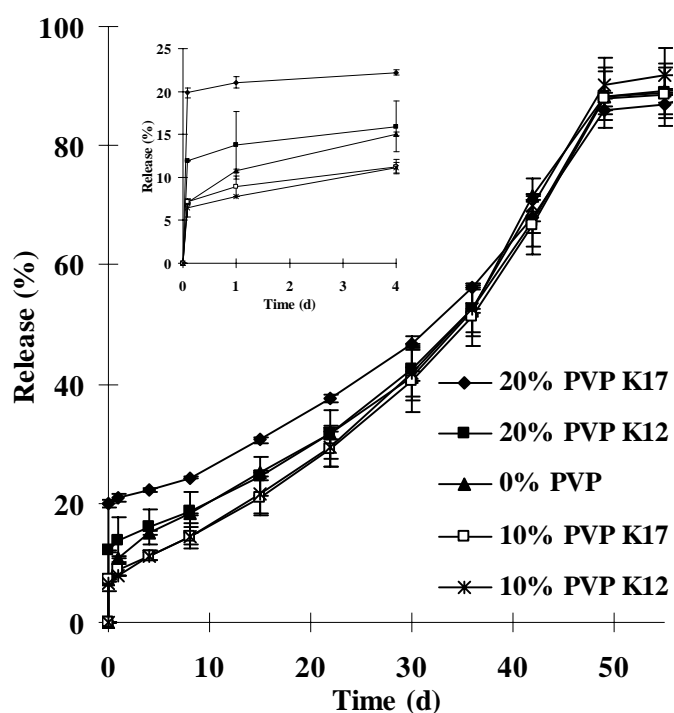 100
80
60
40
20
0
Release (%)
25
20
15
10
5
0
Release (%)
0 1 2 3 4
Time (d)
20% PVP K17
20% PVP K12
0% PVP
10% PVP K17
10% PVP K12
0 10 20 30 40 50
Time (d)